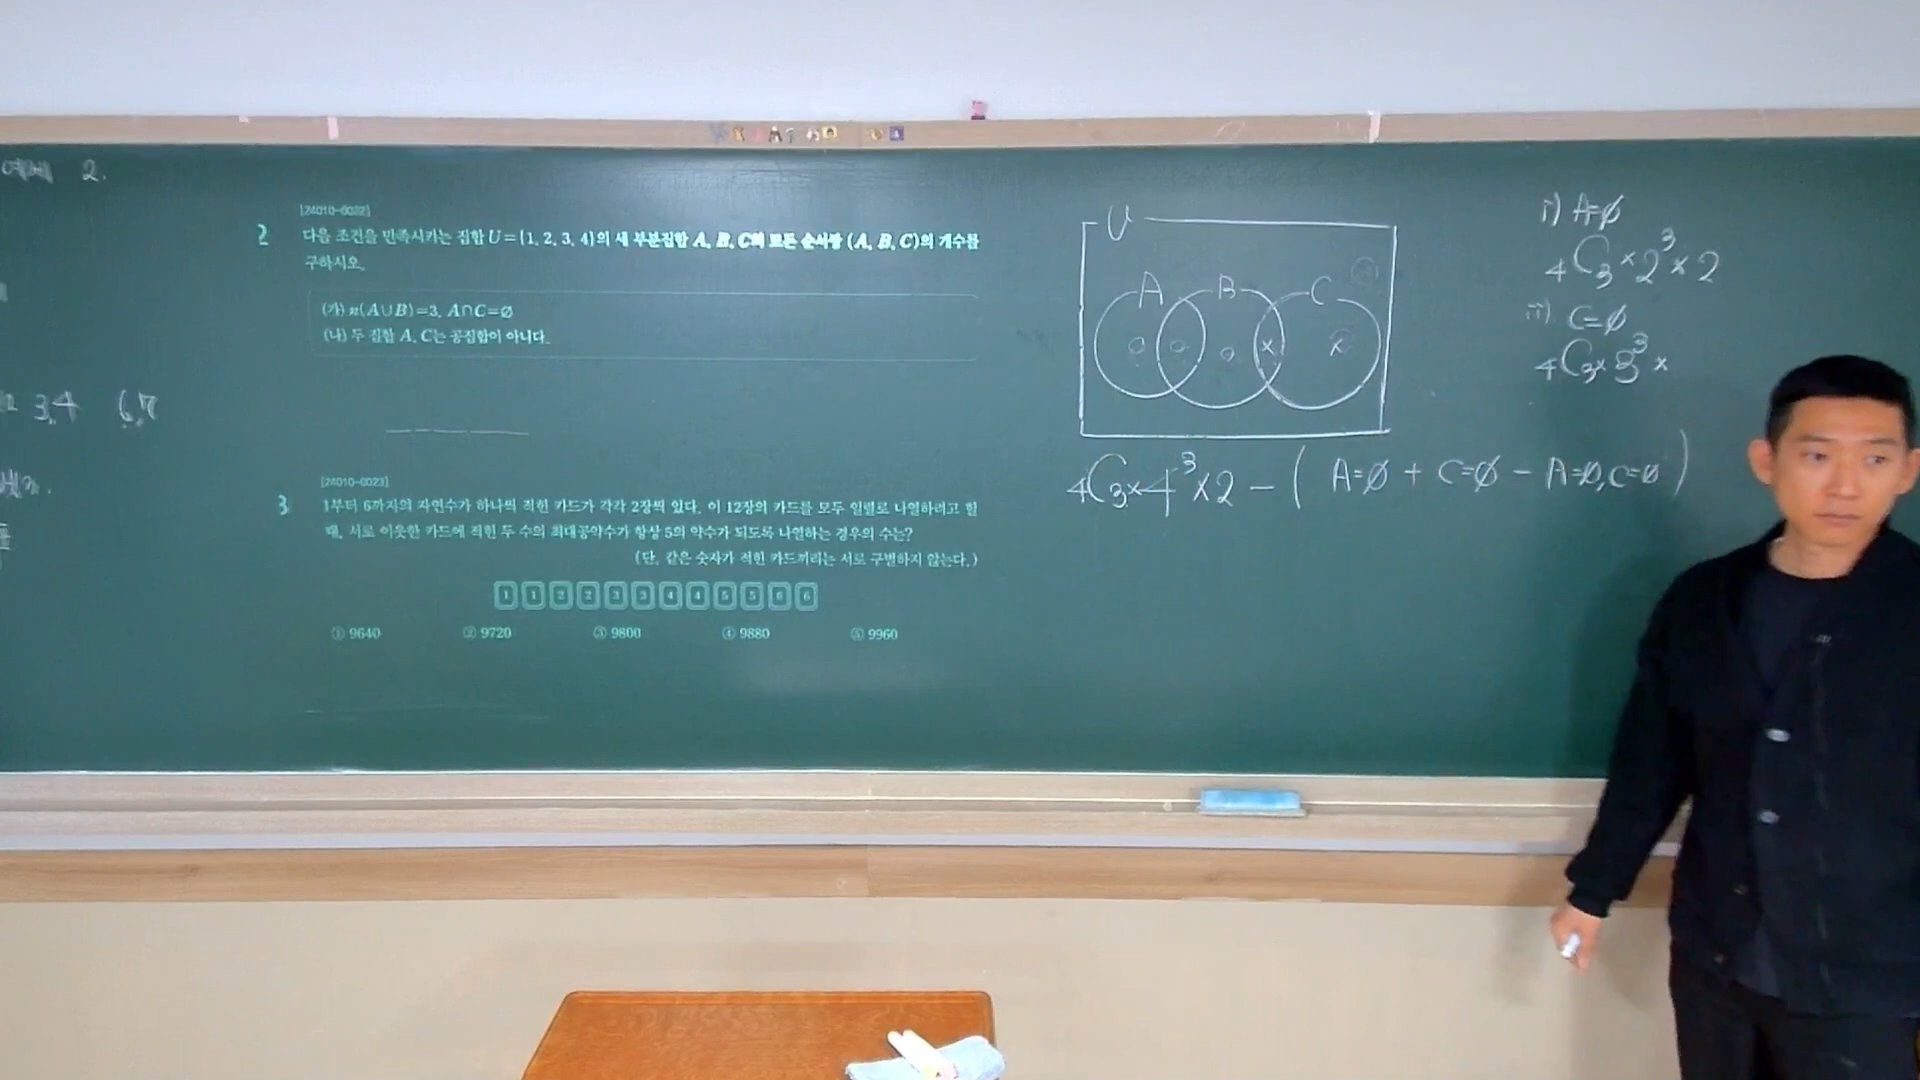 예제 2.
3,4 6,7
[24010-0022]
2 다음 조건을 만족시키는 집합 U={1, 2, 3, 4}의 세 부분집합 A, B, C의 모든 순서쌍 (A, B, C)의 개수를
구하시오.
(가) n(A∪B)=3, A∩C=∅
(나) 두 집합 A, C는 공집합이 아니다.
[24010-0023]
3 1부터 6까지의 자연수가 하나씩 적힌 카드가 각각 2장씩 있다. 이 12장의 카드를 모두 일렬로 나열하려고 할
때, 서로 이웃한 카드에 적힌 두 수의 최대공약수가 항상 5의 약수가 되도록 나열하는 경우의 수는?
(단, 같은 숫자가 적힌 카드끼리는 서로 구별하지 않는다.)
1 1 2 2 3 3 4 4 5 5 6 6
① 9640 ② 9720 ③ 9800 ④ 9880 ⑤ 9960
U
A B C
₄C₃×4³×2 - ( A=∅ + C=∅ - A=∅,C=∅ )
i) A=∅
₄C₃×2³×2
ii) C=∅
₄C₃×3³×